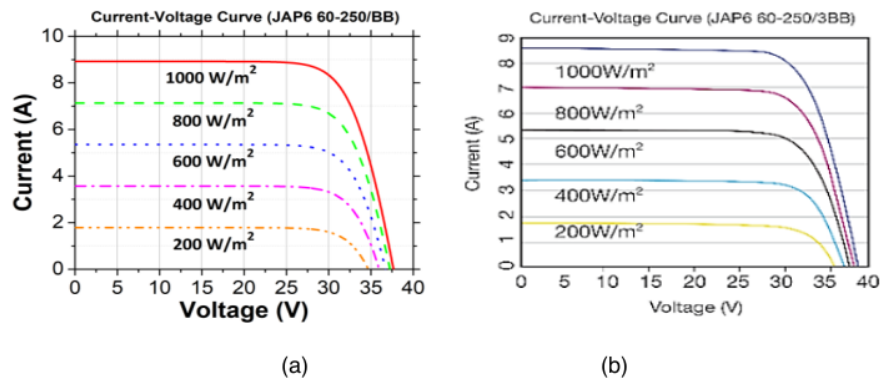 Current-Voltage Curve (JAP6 60-250/BB)
10
8
6
4
2
0
Current (A)
1000 W/m²
800 W/m²
600 W/m²
400 W/m²
200 W/m²
0 5 10 15 20 25 30 35 40
Voltage (V)
(a)
Current-Voltage Curve (JAP6 60-250/3BB)
9
8
7
6
5
4
3
2
1
0
Current (A)
1000W/m²
800W/m²
600W/m²
400W/m²
200W/m²
0 5 10 15 20 25 30 35 40
Voltage (V)
(b)